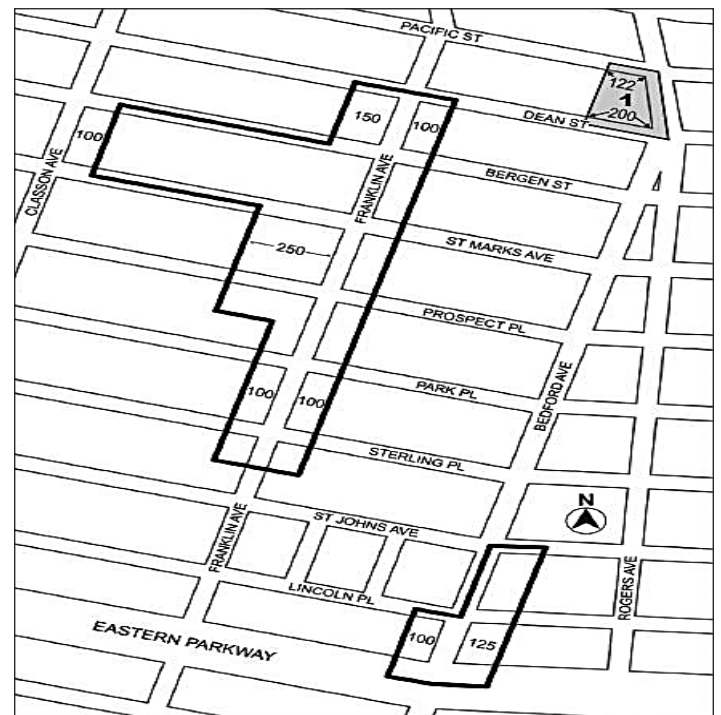 PACIFIC ST
122
1
200
150
100
DEAN ST
100
CLASSON AVE
FRANKLIN AVE
BERGEN ST
250
ST MARKS AVE
PROSPECT PL
BEDFORD AVE
100
100
PARK PL
STERLING PL
N
FRANKLIN AVE
ST JOHNS AVE
ROGERS AVE
LINCOLN PL
EASTERN PARKWAY
100
125